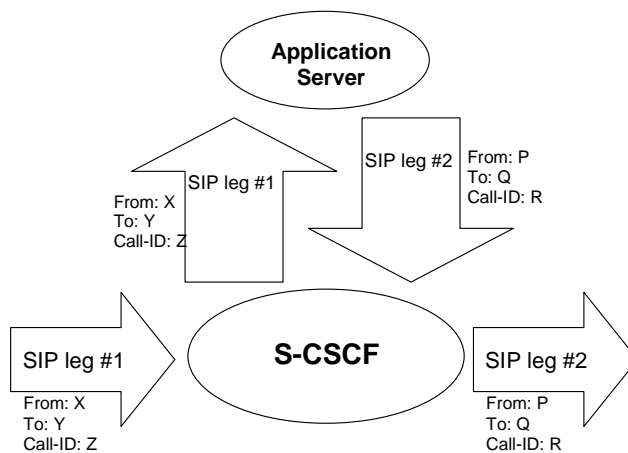 Application
Server
SIP leg #1
From: X
To: Y
Call-ID: Z
SIP leg #2
From: P
To: Q
Call-ID: R
SIP leg #1
From: X
To: Y
Call-ID: Z
S-CSCF
SIP leg #2
From: P
To: Q
Call-ID: R